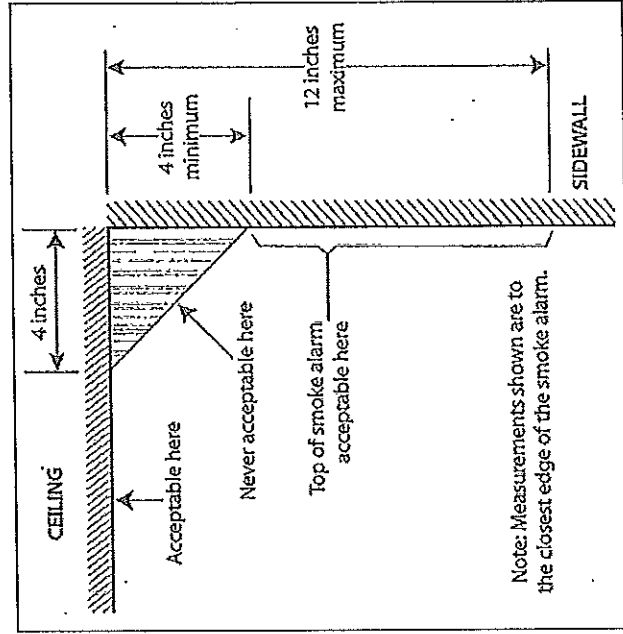 CEILING
4 inches
Acceptable here
4 inches
minimum
12 inches
maximum
Never acceptable here
Top of smoke alarm
acceptable here
SIDEWALL
Note: Measurements shown are to
the closest edge of the smoke alarm.